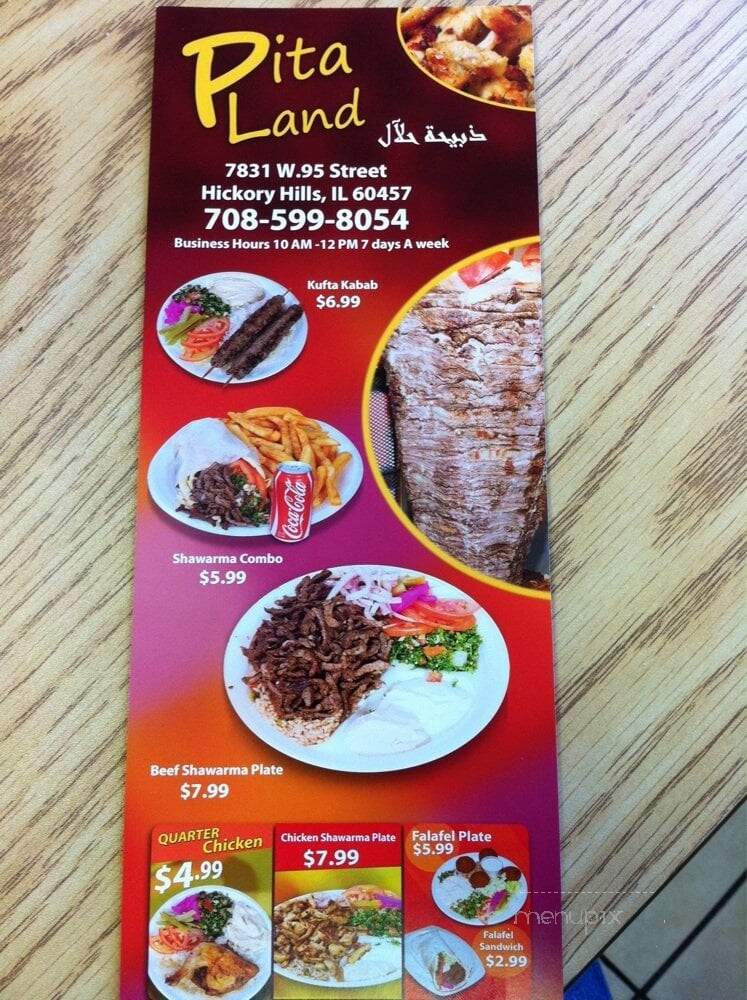 Pita
Land
ذبيحة حلال
7831 W.95 Street
Hickory Hills, IL 60457
708-599-8054
Business Hours 10 AM -12 PM 7 days A week
Kufta Kabab
$6.99
Coca-Cola
Shawarma Combo
$5.99
Beef Shawarma Plate
$7.99
QUARTER
Chicken
$4.99
Chicken Shawarma Plate
$7.99
Falafel Plate
$5.99
menupix
Falafel
Sandwich
$2.99